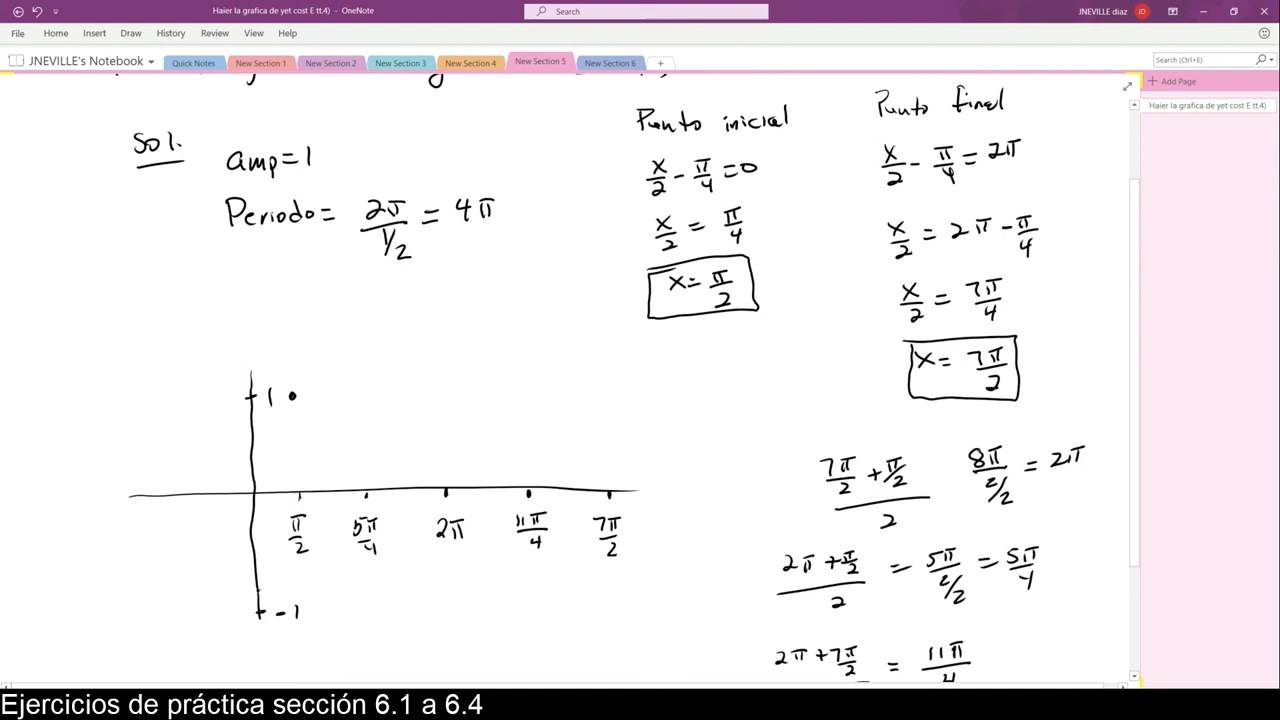 Haier la grafica de yet cost E tt.4) - OneNote
Search
JNEVILLE diaz
JD
File Home Insert Draw History Review View Help
JNEVILLE's Notebook
Quick Notes
New Section 1
New Section 2
New Section 3
New Section 4
New Section 5
New Section 6
Search (Ctrl+E)
Add Page
Haier la grafica de yet cost E tt.4)
Sol.
amp=1
Periodo= 2π/1/2 = 4π
Punto inicial
x/2 - π/4 = 0
x/2 = π/4
x= π/2
Punto final
x/2 - π/4 = 2π
x/2 = 2π - π/4
x/2 = 7π/4
x= 7π/2
1
-1
π/2 5π/4 2π 11π/4 7π/2
7π/2 + π/2 / 2 8π/2/2 = 2π
2π + π/2 / 2 = 5π/2/2 = 5π/4
2π + 7π/2 = 11π/4
Ejercicios de práctica sección 6.1 a 6.4